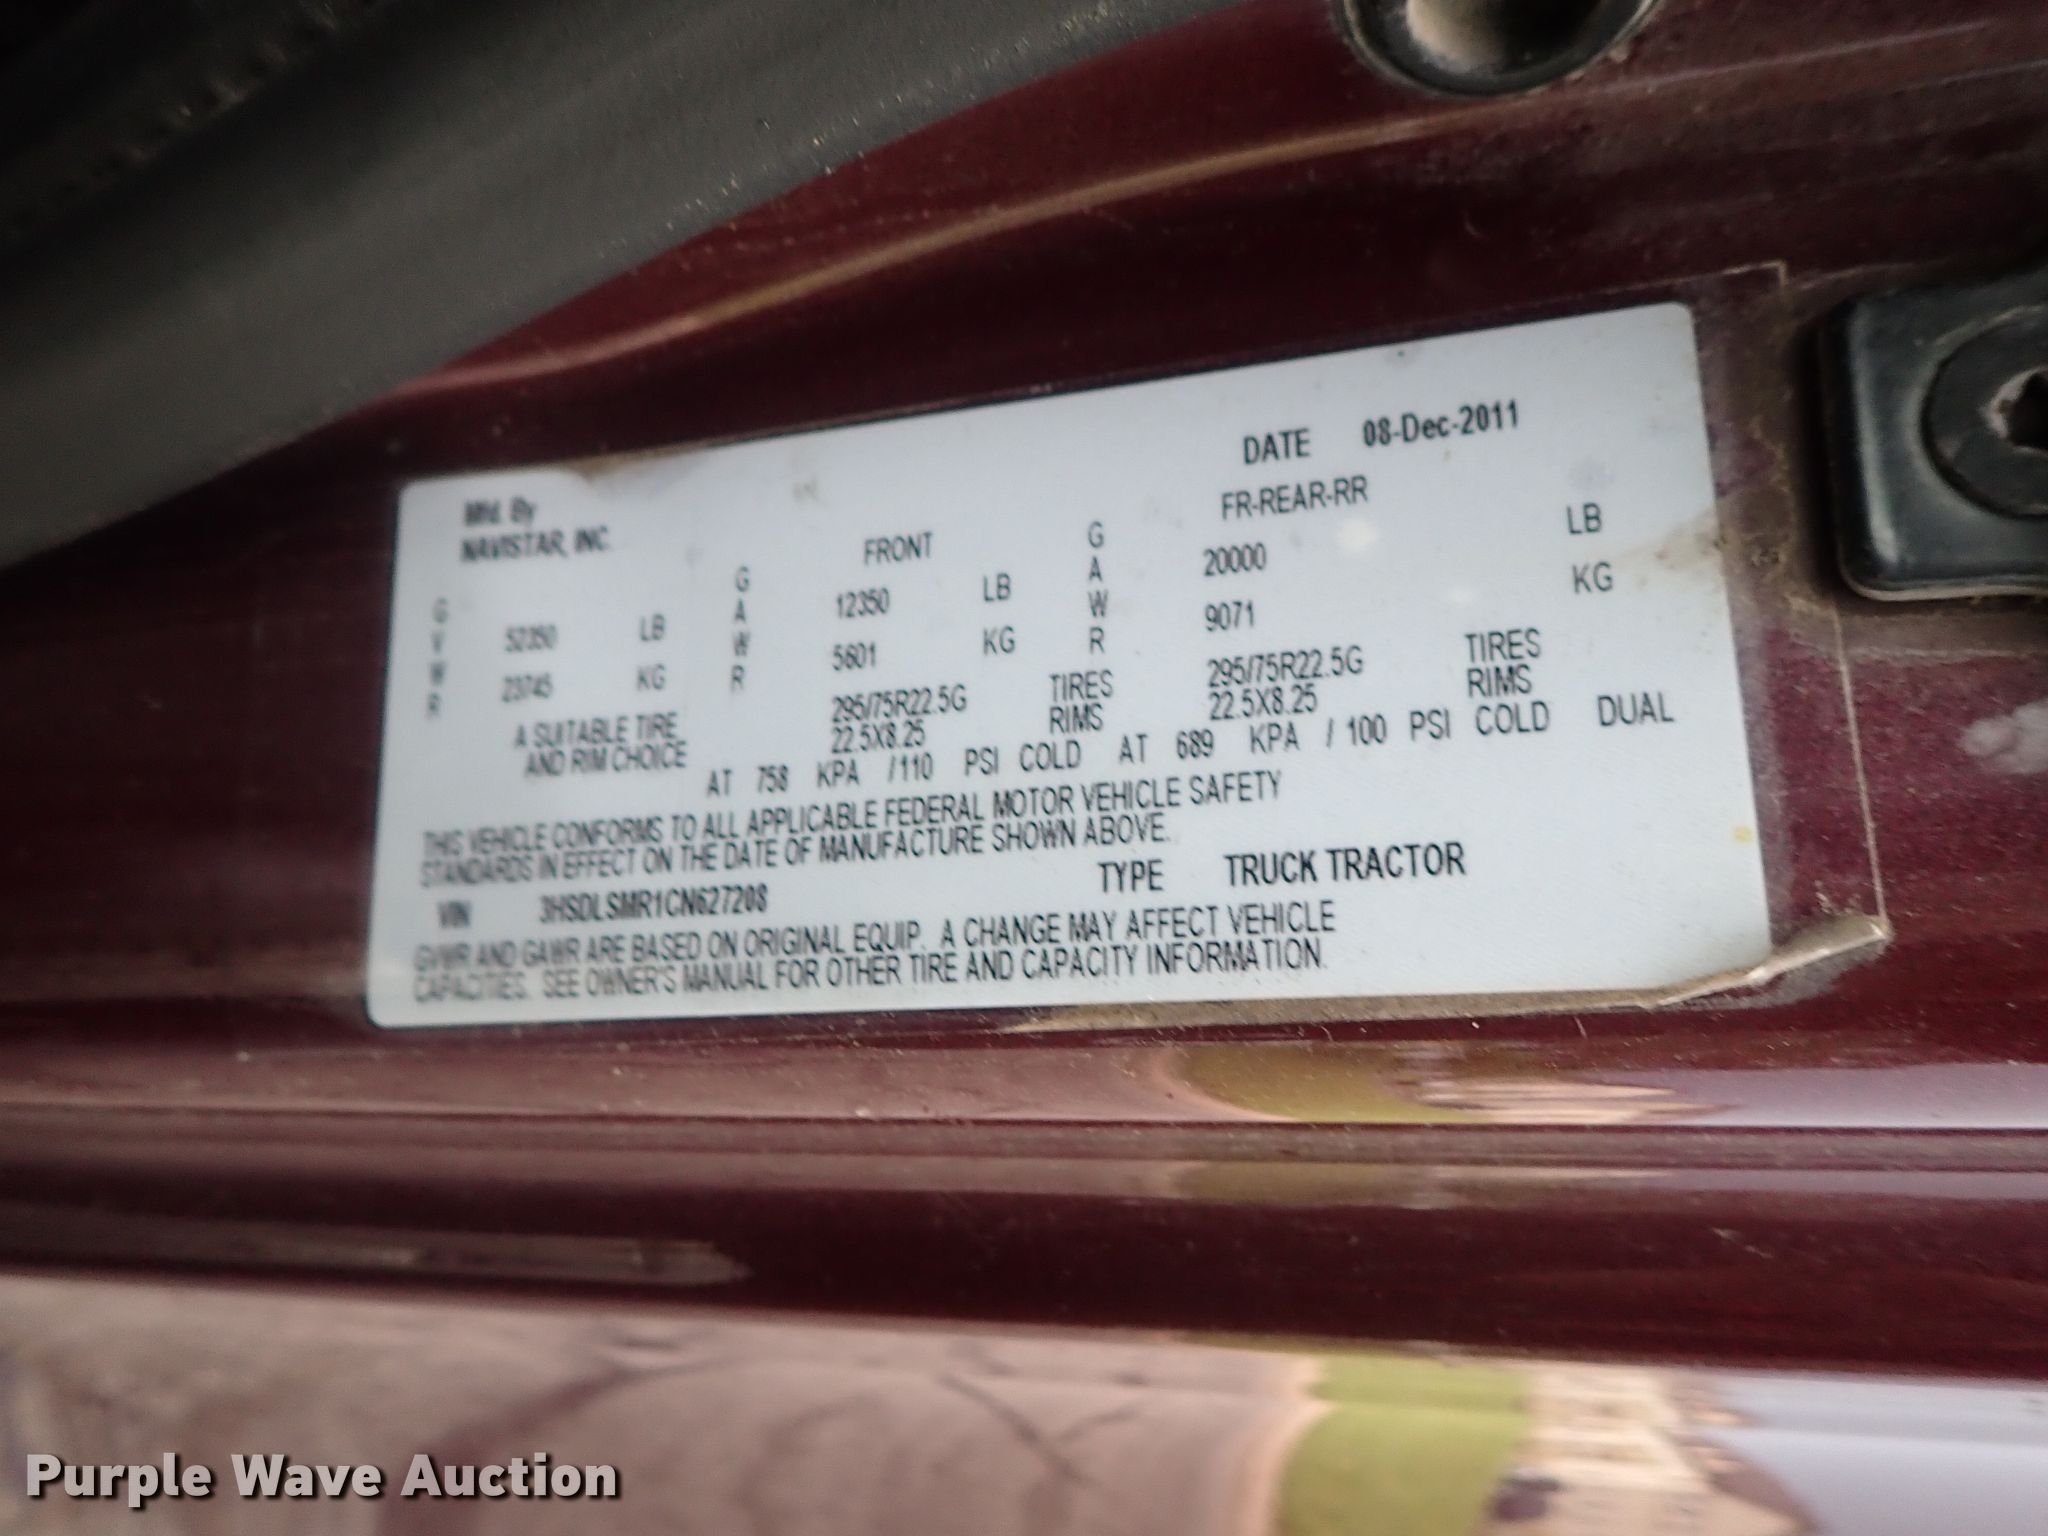 DATE 08-Dec-2011
Mfd. By
NAVISTAR, INC.
FRONT
FR-REAR-RR
G V W R
52350 LB
23745 KG
G A W R
12350 LB
5601 KG
G A W R
20000 LB
9071 KG
A SUITABLE TIRE
AND RIM CHOICE
295/75R22.5G TIRES 295/75R22.5G TIRES
22.5X8.25 RIMS 22.5X8.25 RIMS
AT 758 KPA /110 PSI COLD AT 689 KPA / 100 PSI COLD DUAL
THIS VEHICLE CONFORMS TO ALL APPLICABLE FEDERAL MOTOR VEHICLE SAFETY
STANDARDS IN EFFECT ON THE DATE OF MANUFACTURE SHOWN ABOVE.
VIN 3HSDLSMR1CN627208 TYPE TRUCK TRACTOR
GVWR AND GAWR ARE BASED ON ORIGINAL EQUIP. A CHANGE MAY AFFECT VEHICLE
CAPACITIES. SEE OWNER'S MANUAL FOR OTHER TIRE AND CAPACITY INFORMATION.
Purple Wave Auction